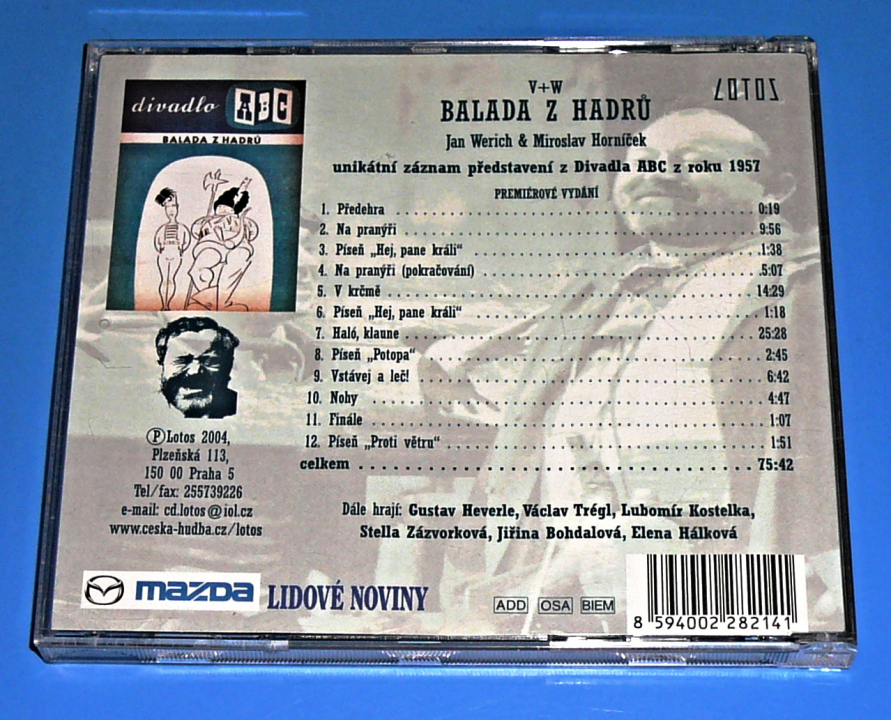 divadlo ABC
BALADA Z HADRŮ
V+W
BALADA Z HADRŮ
LOTOS
Jan Werich & Miroslav Horníček
unikátní záznam představení z Divadla ABC z roku 1957
PREMIÉROVÉ VYDÁNÍ
1. Předehra 0:19
2. Na pranýři 9:56
3. Píseň „Hej, pane králi“ 1:38
4. Na pranýři (pokračování) 5:07
5. V krčmě 14:29
6. Píseň „Hej, pane králi“ 1:18
7. Haló, klaune 25:28
8. Píseň „Potopa“ 2:45
9. Vstávej a leč! 6:42
10. Nohy 4:47
11. Finále 1:07
12. Píseň „Proti větru“ 1:51
celkem 75:42
Ⓟ Lotos 2004,
Plzeňská 113,
150 00 Praha 5
Tel/fax: 255739226
e-mail: cd.lotos@iol.cz
www.ceska-hudba.cz/lotos
Dále hrají: Gustav Heverle, Václav Trégl, Lubomír Kostelka,
Stella Zázvorková, Jiřina Bohdalová, Elena Hálková
mazda
LIDOVÉ NOVINY
ADD OSA BIEM
8 594002 282141